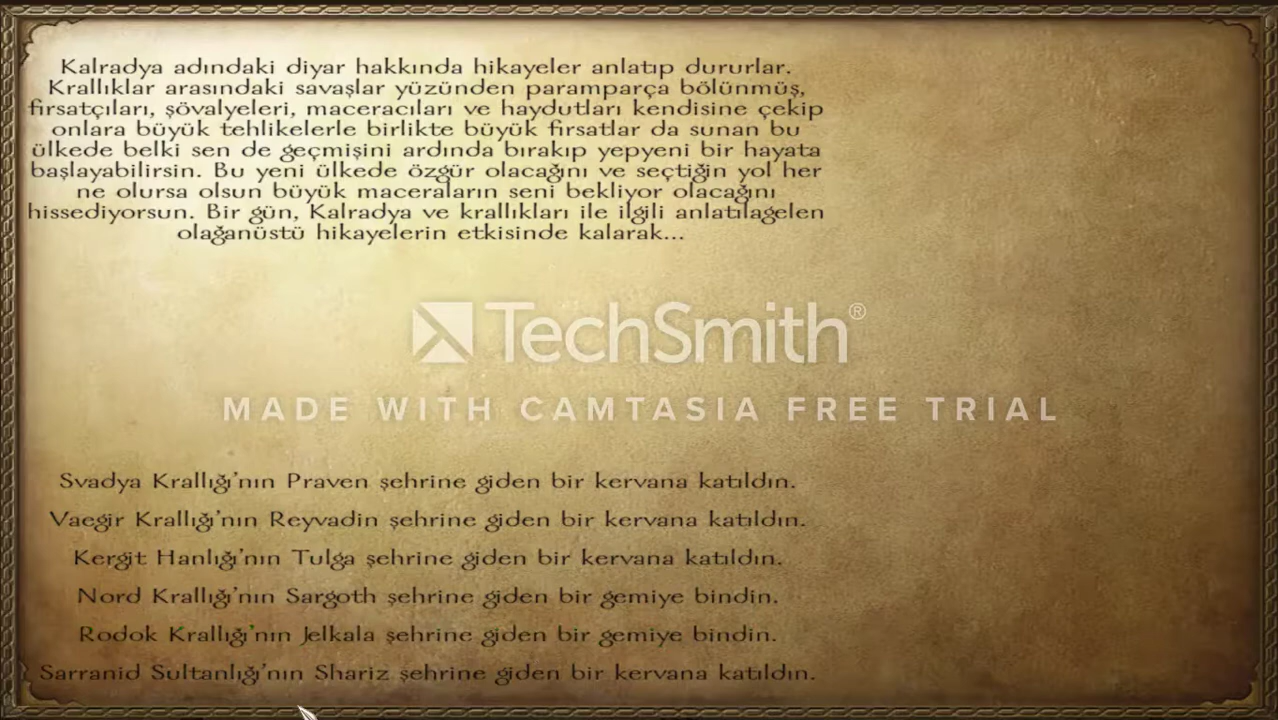 Kalradya adındaki diyar hakkında hikayeler anlatıp dururlar.
Krallıklar arasındaki savaşlar yüzünden paramparça bölünmüş,
fırsatçıları, şövalyeleri, maceracıları ve haydutları kendisine çekip
onlara büyük tehlikelerle birlikte büyük fırsatlar da sunan bu
ülkede belki sen de geçmişini ardında bırakıp yepyeni bir hayata
başlayabilirsin. Bu yeni ülkede özgür olacağını ve seçtiğin yol her
ne olursa olsun büyük maceraların seni bekliyor olacağını
hissediyorsun. Bir gün, Kalradya ve krallıkları ile ilgili anlatılagelen
olağanüstü hikayelerin etkisinde kalarak...
TechSmith®
MADE WITH CAMTASIA FREE TRIAL
Svadya Krallığı'nın Praven şehrine giden bir kervana katıldın.
Vaegir Krallığı'nın Reyvadin şehrine giden bir kervana katıldın.
Kergit Hanlığı'nın Tulga şehrine giden bir kervana katıldın.
Nord Krallığı'nın Sargoth şehrine giden bir gemiye bindin.
Rodok Krallığı'nın Jelkala şehrine giden bir gemiye bindin.
Sarranid Sultanlığı'nın Shariz şehrine giden bir kervana katıldın.